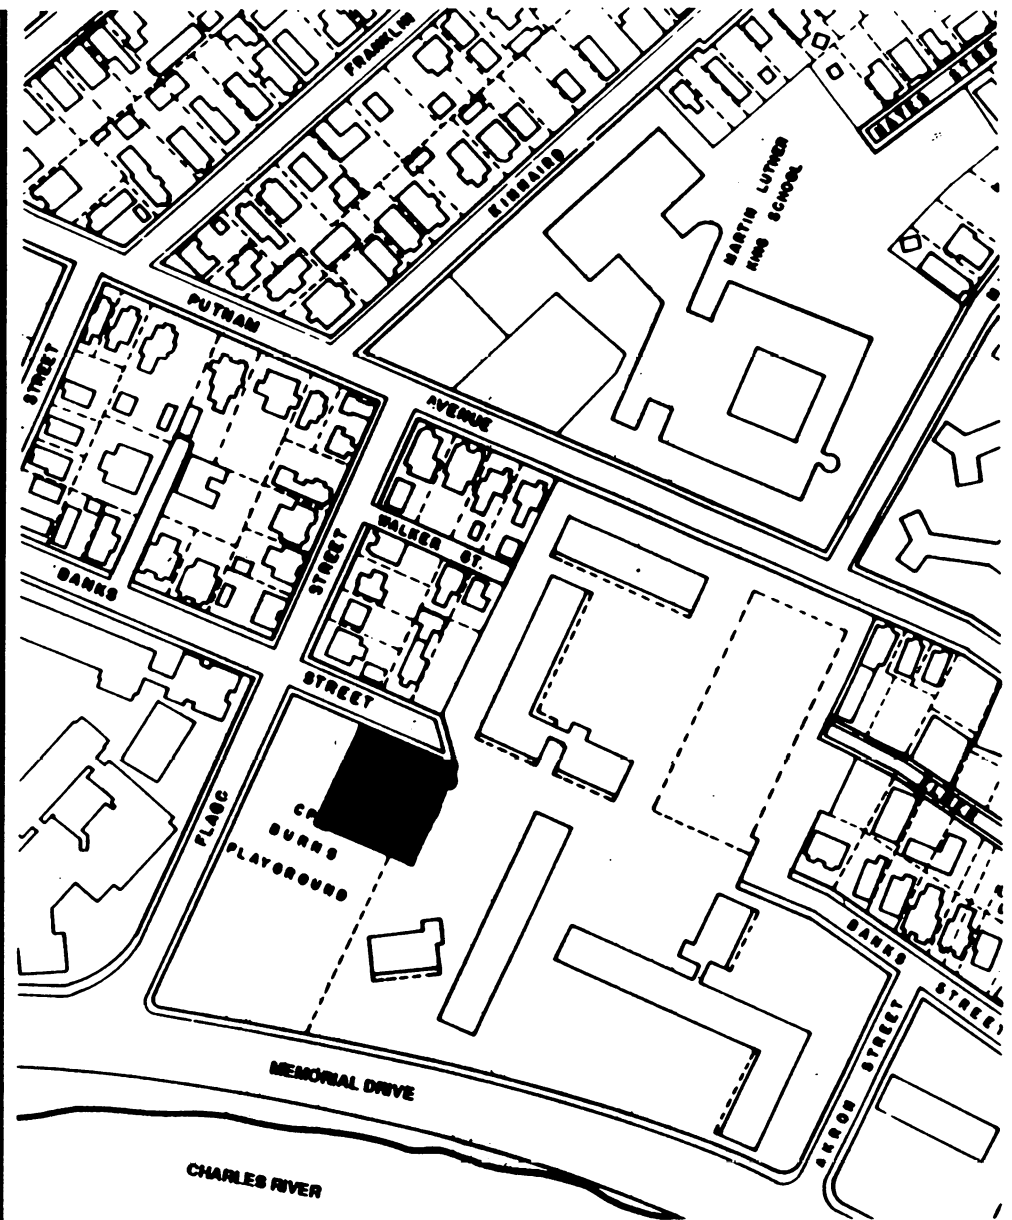 FRANKLIN
KINNAIRD
HAYES
MARTIN LUTHER
KING SCHOOL
PUTNAM
AVENUE
STREET
STREET
WALKER ST.
BANKS
STREET
FLAGG
BURNS
PLAYGROUND
BANKS
STREET
AKRON STREET
MEMORIAL DRIVE
CHARLES RIVER